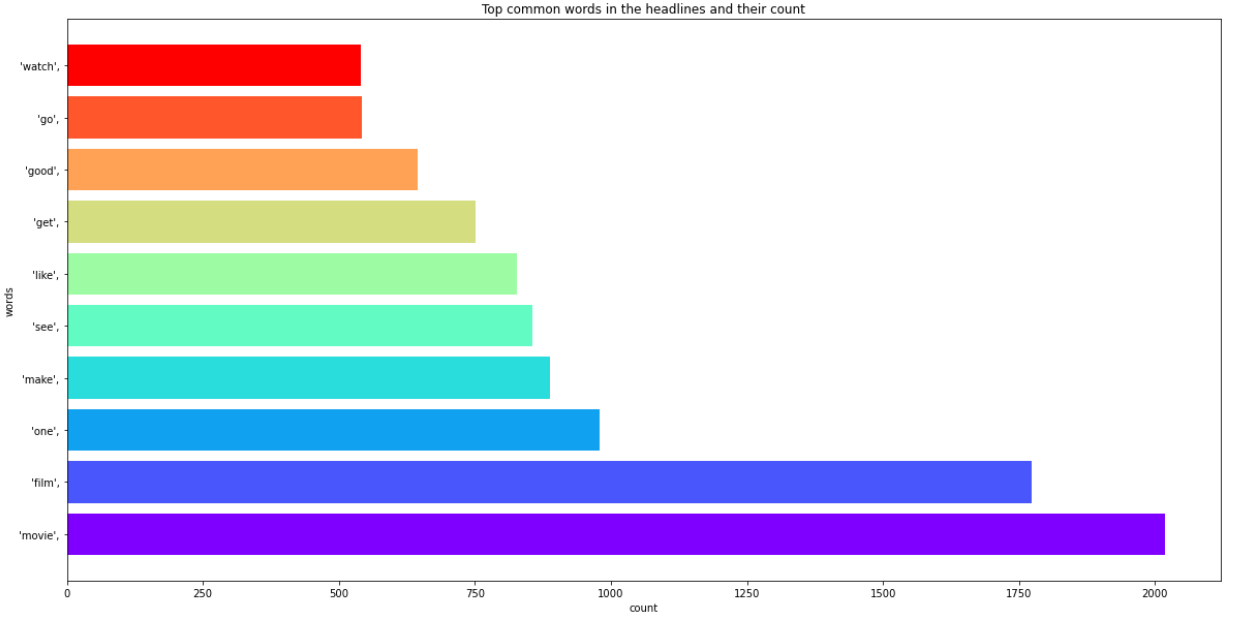 Top common words in the headlines and their count
'watch',
'go',
'good',
'get',
'like',
'see',
'make',
'one',
'film',
'movie',
words
0 250 500 750 1000 1250 1500 1750 2000
count